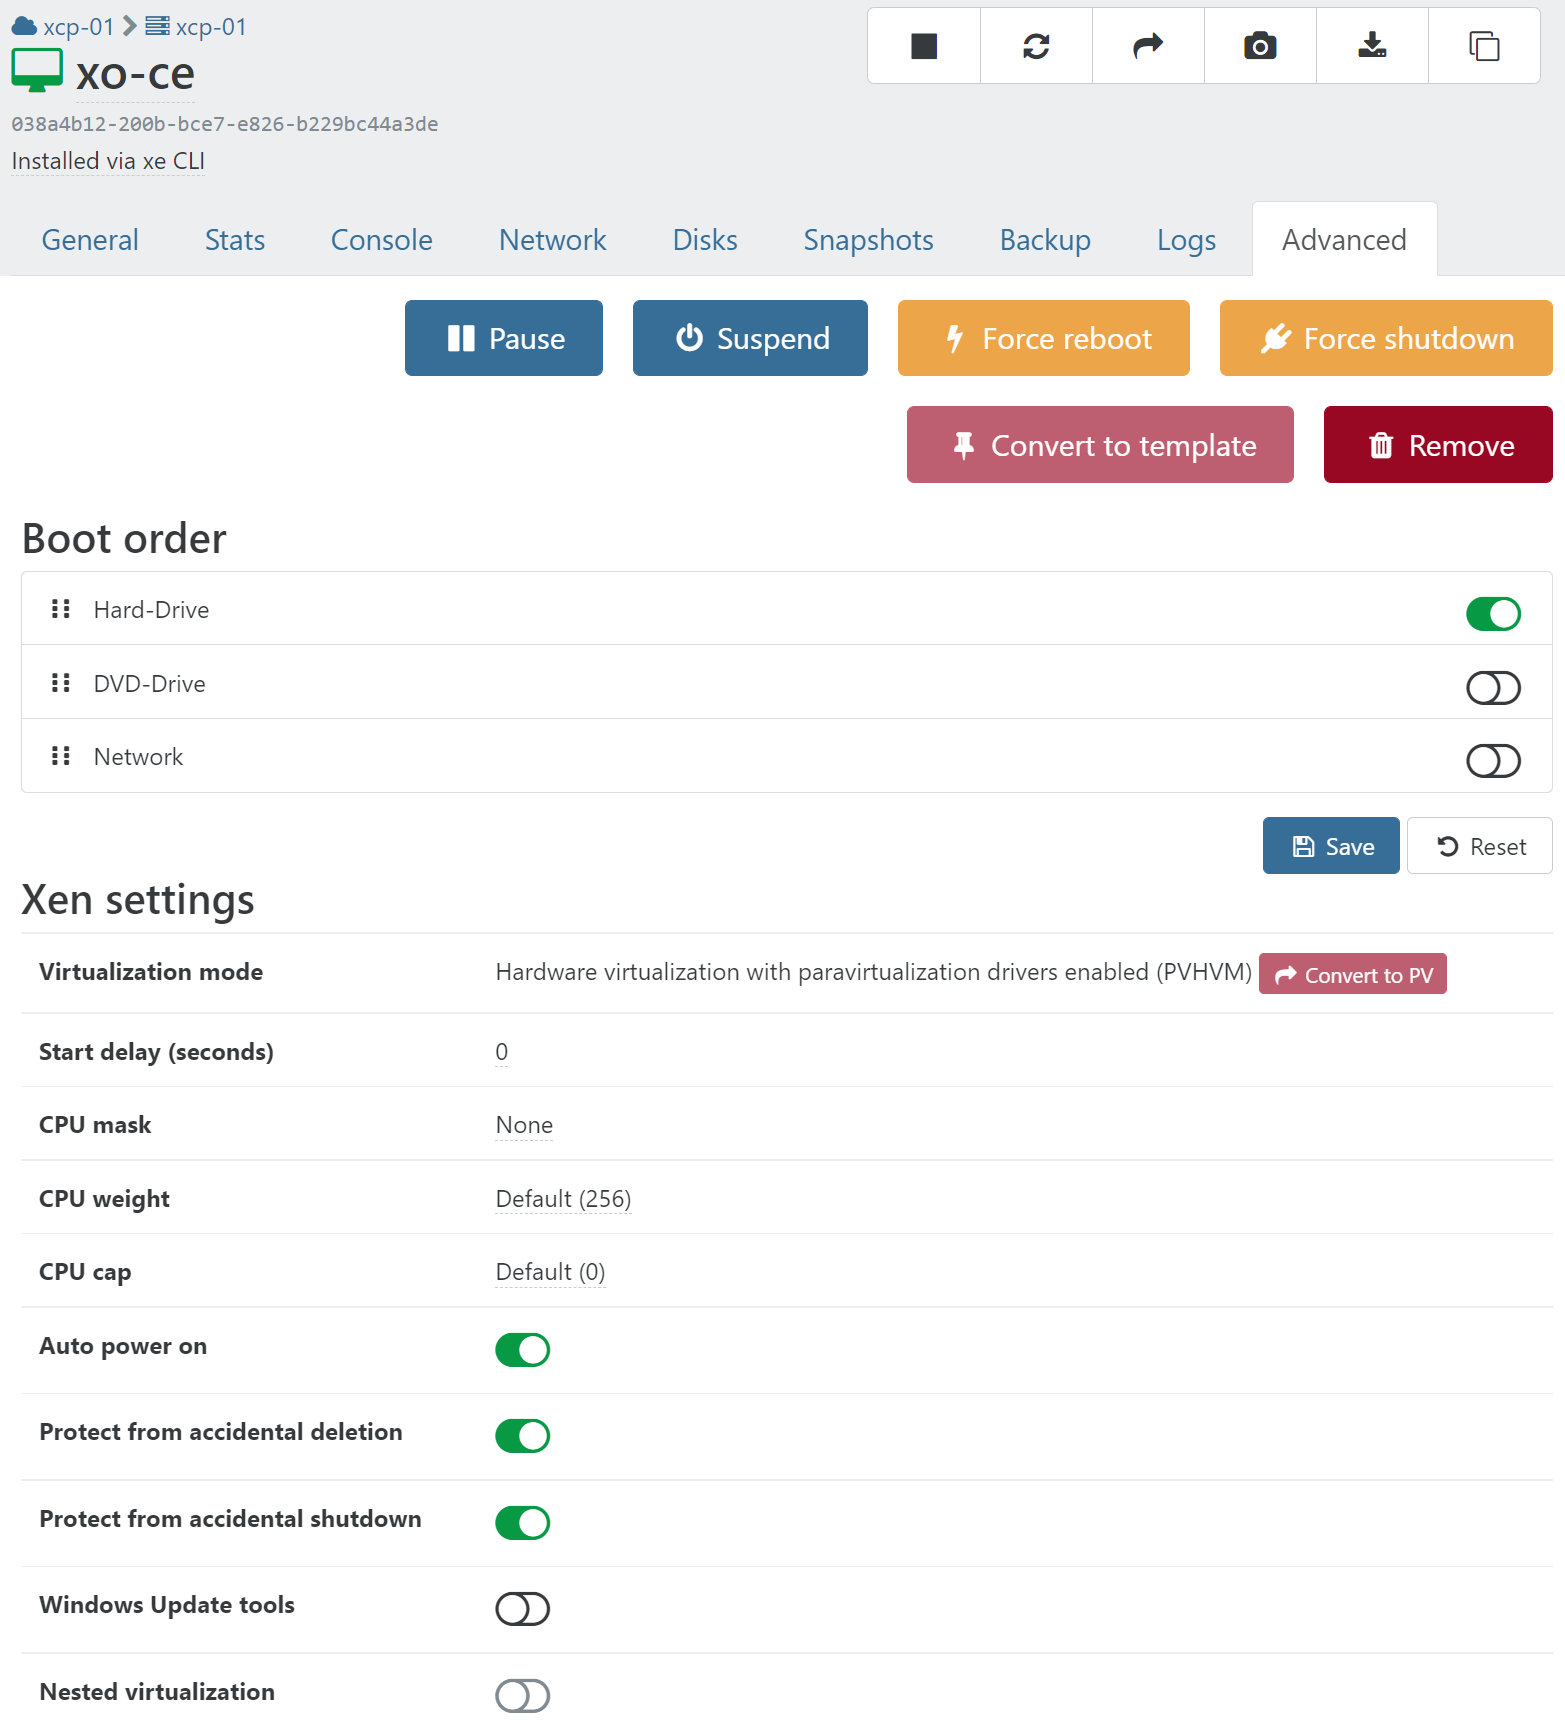 xcp-01 xcp-01
xo-ce
038a4b12-200b-bce7-e826-b229bc44a3de
Installed via xe CLI
General Stats Console Network Disks Snapshots Backup Logs Advanced
Pause Suspend Force reboot Force shutdown
Convert to template Remove
Boot order
Hard-Drive
DVD-Drive
Network
Save Reset
Xen settings
Virtualization mode Hardware virtualization with paravirtualization drivers enabled (PVHVM) Convert to PV
Start delay (seconds) 0
CPU mask None
CPU weight Default (256)
CPU cap Default (0)
Auto power on
Protect from accidental deletion
Protect from accidental shutdown
Windows Update tools
Nested virtualization